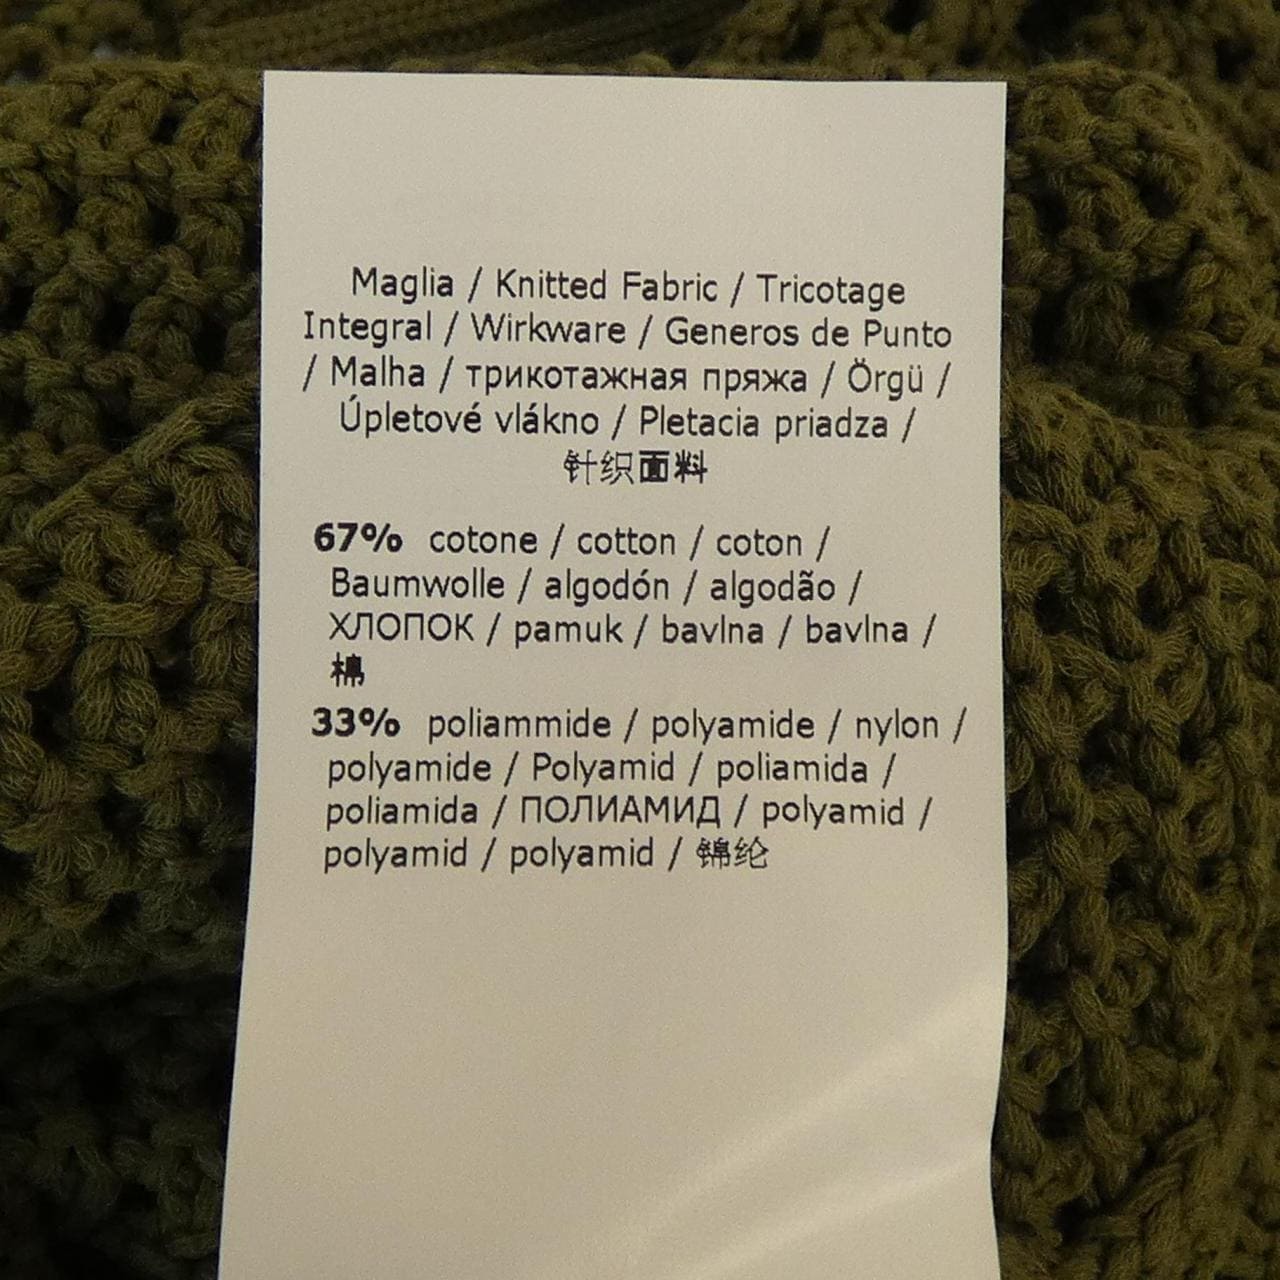 Maglia / Knitted Fabric / Tricotage
Integral / Wirkware / Generos de Punto
/ Malha / трикотажная пряжа / Örgü /
Úpletové vlákno / Pletacia priadza /
针织面料
67% cotone / cotton / coton /
Baumwolle / algodón / algodão /
ХЛОПОК / pamuk / bavlna / bavlna /
棉
33% poliammide / polyamide / nylon /
polyamide / Polyamid / poliamida /
poliamida / ПОЛИАМИД / polyamid /
polyamid / polyamid / 锦纶